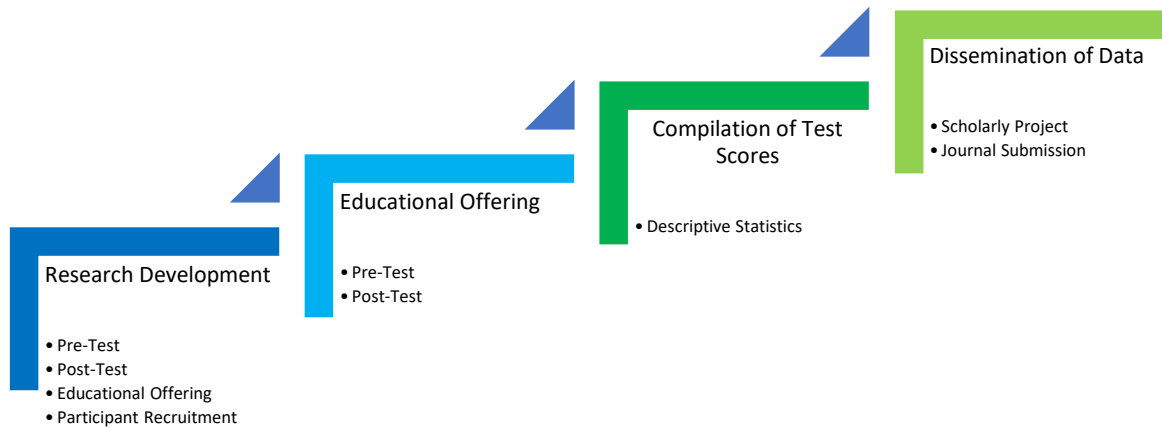 Research Development
• Pre-Test
• Post-Test
• Educational Offering
• Participant Recruitment
Educational Offering
• Pre-Test
• Post-Test
Compilation of Test
Scores
• Descriptive Statistics
Dissemination of Data
• Scholarly Project
• Journal Submission